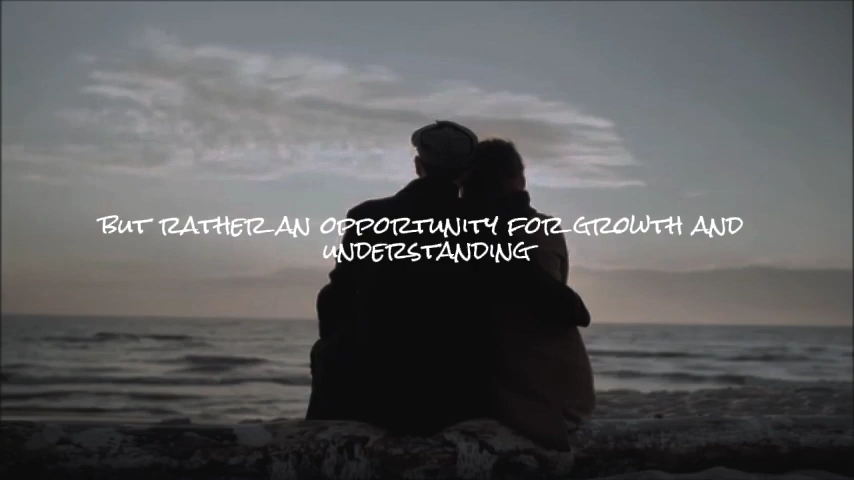 BUT RATHER AN OPPORTUNITY FOR GROWTH AND
UNDERSTANDING